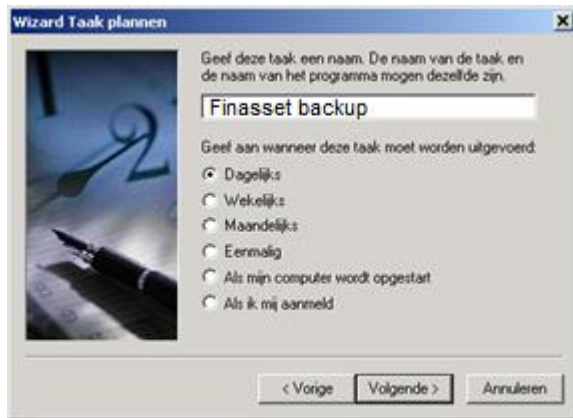 Wizard Taak plannen
Geef deze taak een naam. De naam van de taak en
de naam van het programma mogen dezelfde zijn.
Finasset backup
Geef aan wanneer deze taak moet worden uitgevoerd:
Dagelijks
Wekelijks
Maandelijks
Eenmalig
Als mijn computer wordt opgestart
Als ik mij aanmeld
< Vorige
Volgende >
Annuleren